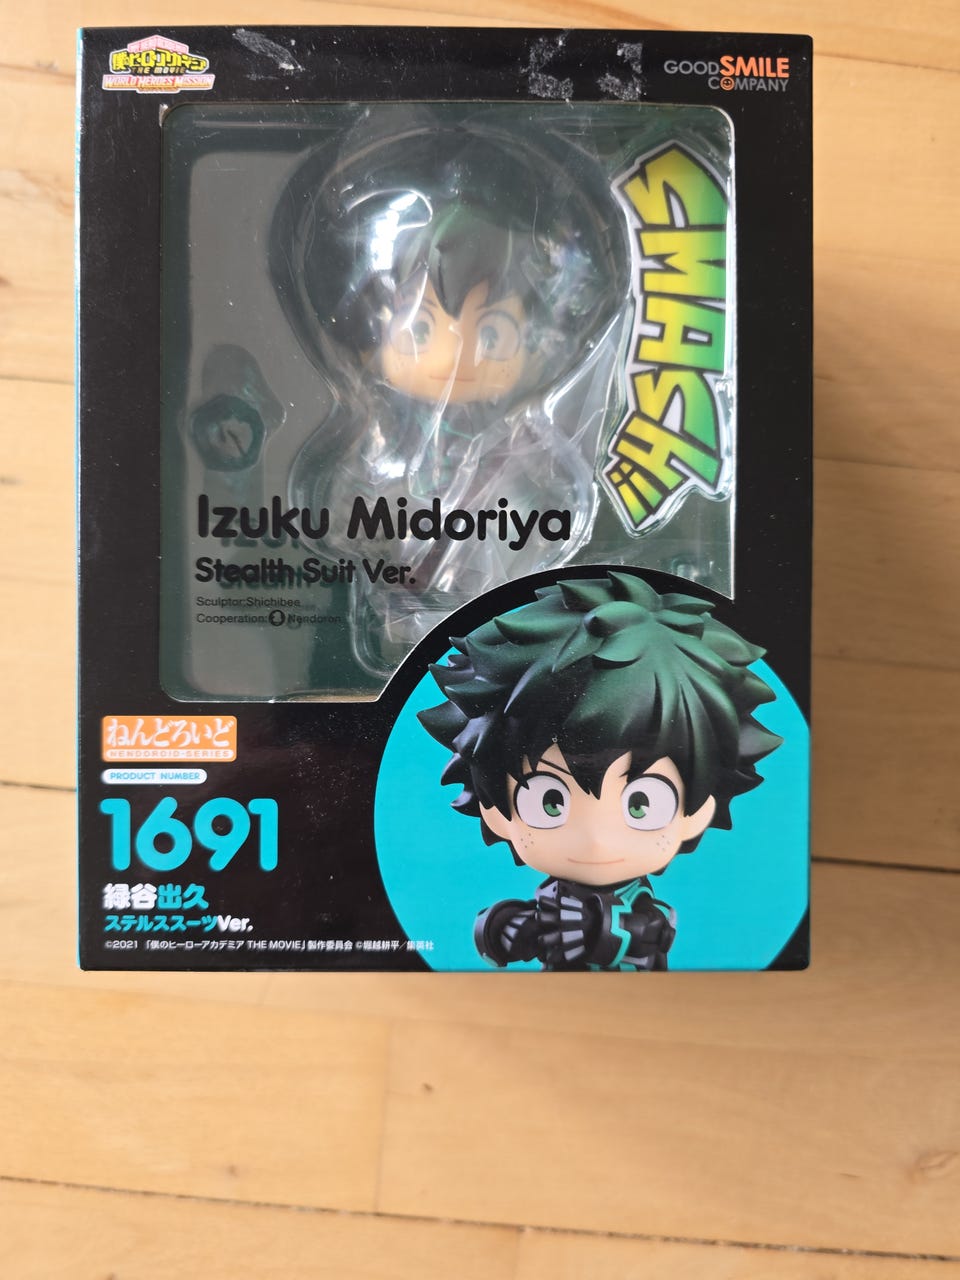 僕のヒーローアカデミア
THE MOVIE
WORLD HEROES MISSION
GOODSMILE
COMPANY
SMASH!!
Izuku Midoriya
Stealth Suit Ver.
Sculptor:Shichibee
Cooperation: Nendoron
ねんどろいど
NENDOROID-SERIES
PRODUCT NUMBER
1691
緑谷出久
ステルススーツVer.
©2021 「僕のヒーローアカデミア THE MOVIE」製作委員会 ©堀越耕平／集英社